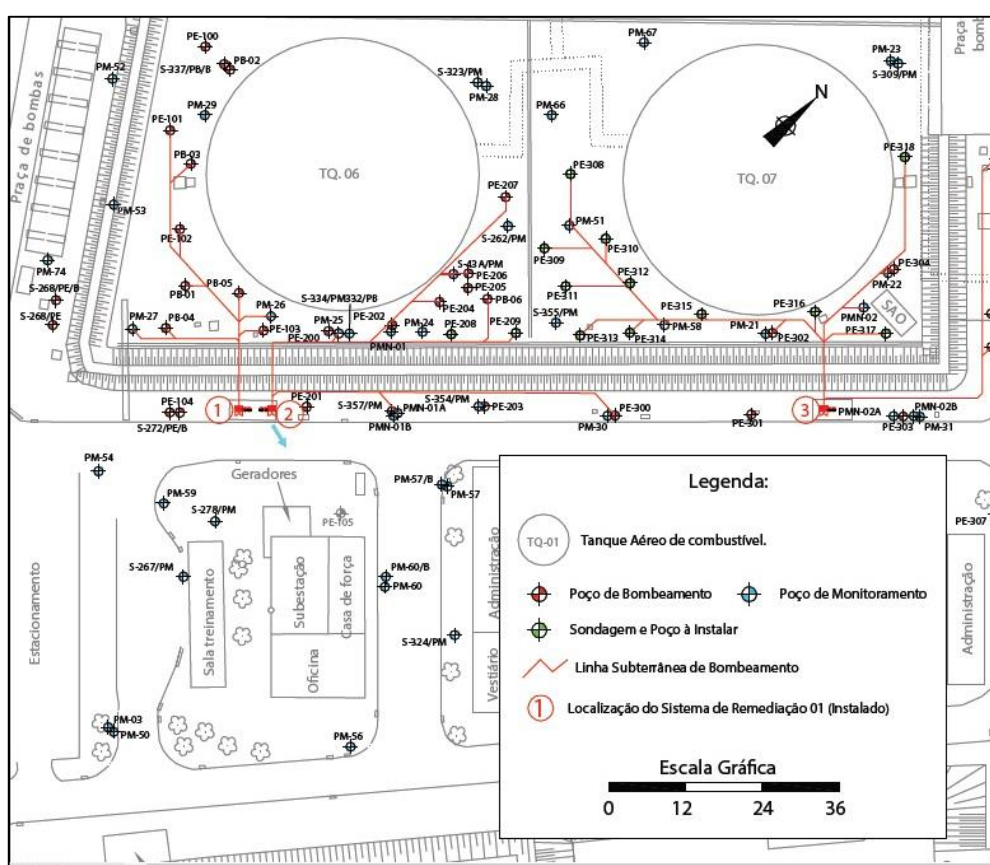 PE-100
PM-67
Praça de bombas
PM-52
S-337/PB/B
PB-02
S-323/PM
PM-28
PM-23
S-309/PM
PM-29
PM-66
N
PE-101
PB-03
TQ. 06
PE-308
TQ. 07
PE-318
Praça de bombas
PM-53
PE-102
PE-207
S-262/PM
PM-51
PE-310
PE-309
PM-74
S-268/PE/B
S-268/PE
PB-01
PB-05
S-43A/PM
PE-206
PE-205
PB-06
PE-204
PE-312
PE-311
PE-304
PM-22
PM-27
PB-04
PM-26
S-334/PM
332/PB
PE-202
PM-25
PM-24
PE-208
PE-209
S-355/PM
PM-58
PE-315
PE-316
PMN-02
SAO
PE-103
PE-200
PMN-01
PE-313
PE-314
PM-21
PE-302
PE-317
PE-104
S-272/PE/B
1
2
PE-201
S-357/PM
PMN-01A
PMN-01B
S-354/PM
PE-203
PM-30
PE-300
PE-301
3
PMN-02A
PMN-02B
PE-303
PM-31
PM-54
Geradores
PM-59
S-278/PM
PE-105
PM-57/B
PM-57
PE-307
S-267/PM
PM-60/B
PM-60
S-324/PM
Estacionamento
Sala treinamento
Subestação
Casa de força
Oficina
Administração
Vestiário
Administração
PM-03
PM-50
PM-56
Legenda:
TQ-01 Tanque Aéreo de combustível.
Poço de Bombeamento Poço de Monitoramento
Sondagem e Poço à Instalar
Linha Subterrânea de Bombeamento
1 Localização do Sistema de Remediação 01 (Instalado)
Escala Gráfica
0 12 24 36